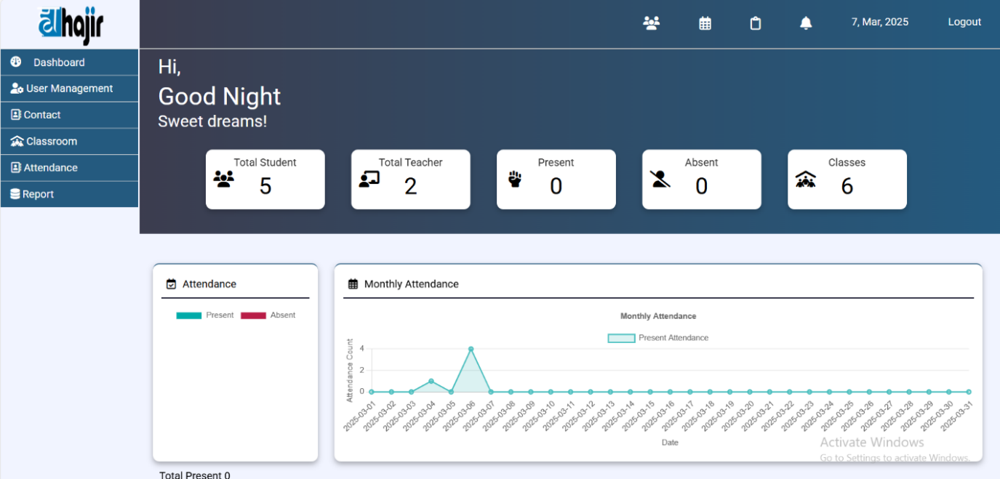 हाhajir
7, Mar, 2025
Logout
Dashboard
User Management
Contact
Classroom
Attendance
Report
Hi,
Good Night
Sweet dreams!
Total Student
5
Total Teacher
2
Present
0
Absent
0
Classes
6
Attendance
Present Absent
Monthly Attendance
Monthly Attendance
Present Attendance
Attendance Count
4
2
0
2025-03-01 2025-03-02 2025-03-03 2025-03-04 2025-03-05 2025-03-06 2025-03-07 2025-03-08 2025-03-09 2025-03-10 2025-03-11 2025-03-12 2025-03-13 2025-03-14 2025-03-15 2025-03-16 2025-03-17 2025-03-18 2025-03-19 2025-03-20 2025-03-21 2025-03-22 2025-03-23 2025-03-24 2025-03-25 2025-03-26 2025-03-27 2025-03-28 2025-03-29 2025-03-30 2025-03-31
Date
Activate Windows
Go to Settings to activate Windows.
Total Present 0